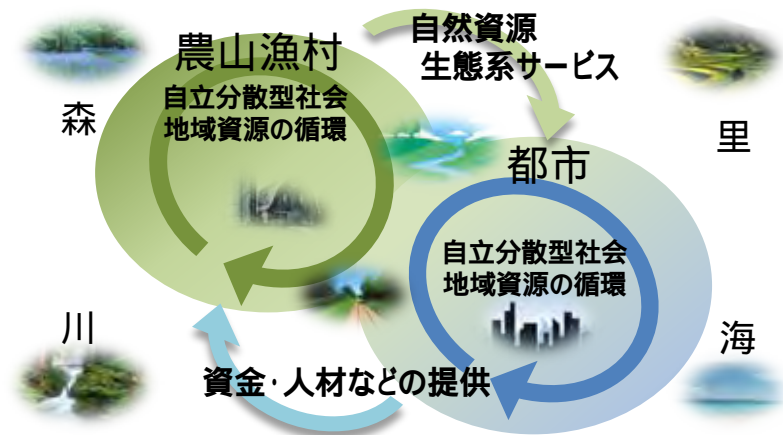 農山漁村
自立分散型社会
地域資源の循環
自然資源
生態系サービス
森
里
都市
自立分散型社会
地域資源の循環
川
海
資金・人材などの提供